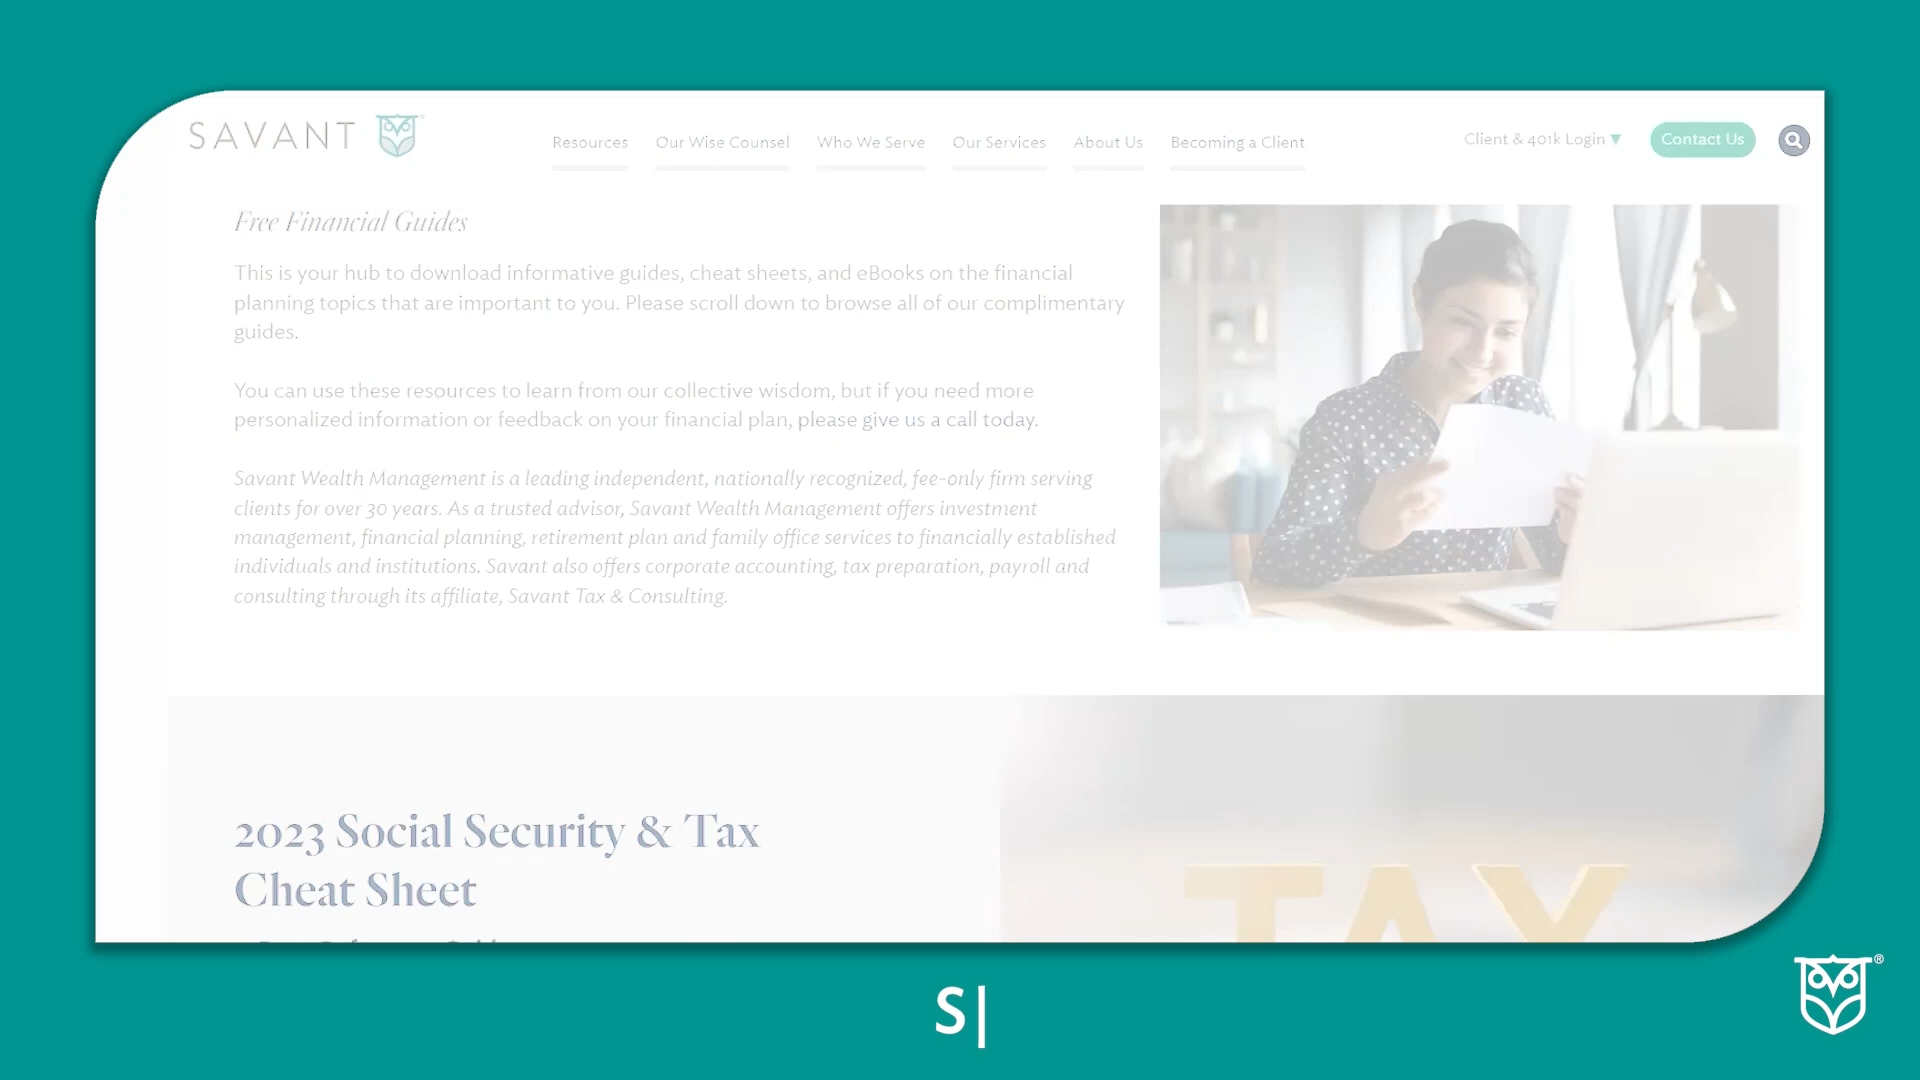 SAVANT
Resources
Our Wise Counsel
Who We Serve
Our Services
About Us
Becoming a Client
Client & 401k Login ▼
Contact Us
Free Financial Guides
This is your hub to download informative guides, cheat sheets, and eBooks on the financial
planning topics that are important to you. Please scroll down to browse all of our complimentary
guides.
You can use these resources to learn from our collective wisdom, but if you need more
personalized information or feedback on your financial plan, please give us a call today.
Savant Wealth Management is a leading independent, nationally recognized, fee-only firm serving
clients for over 30 years. As a trusted advisor, Savant Wealth Management offers investment
management, financial planning, retirement plan and family office services to financially established
individuals and institutions. Savant also offers corporate accounting, tax preparation, payroll and
consulting through its affiliate, Savant Tax & Consulting.
2023 Social Security & Tax
Cheat Sheet
TAX
S|
®